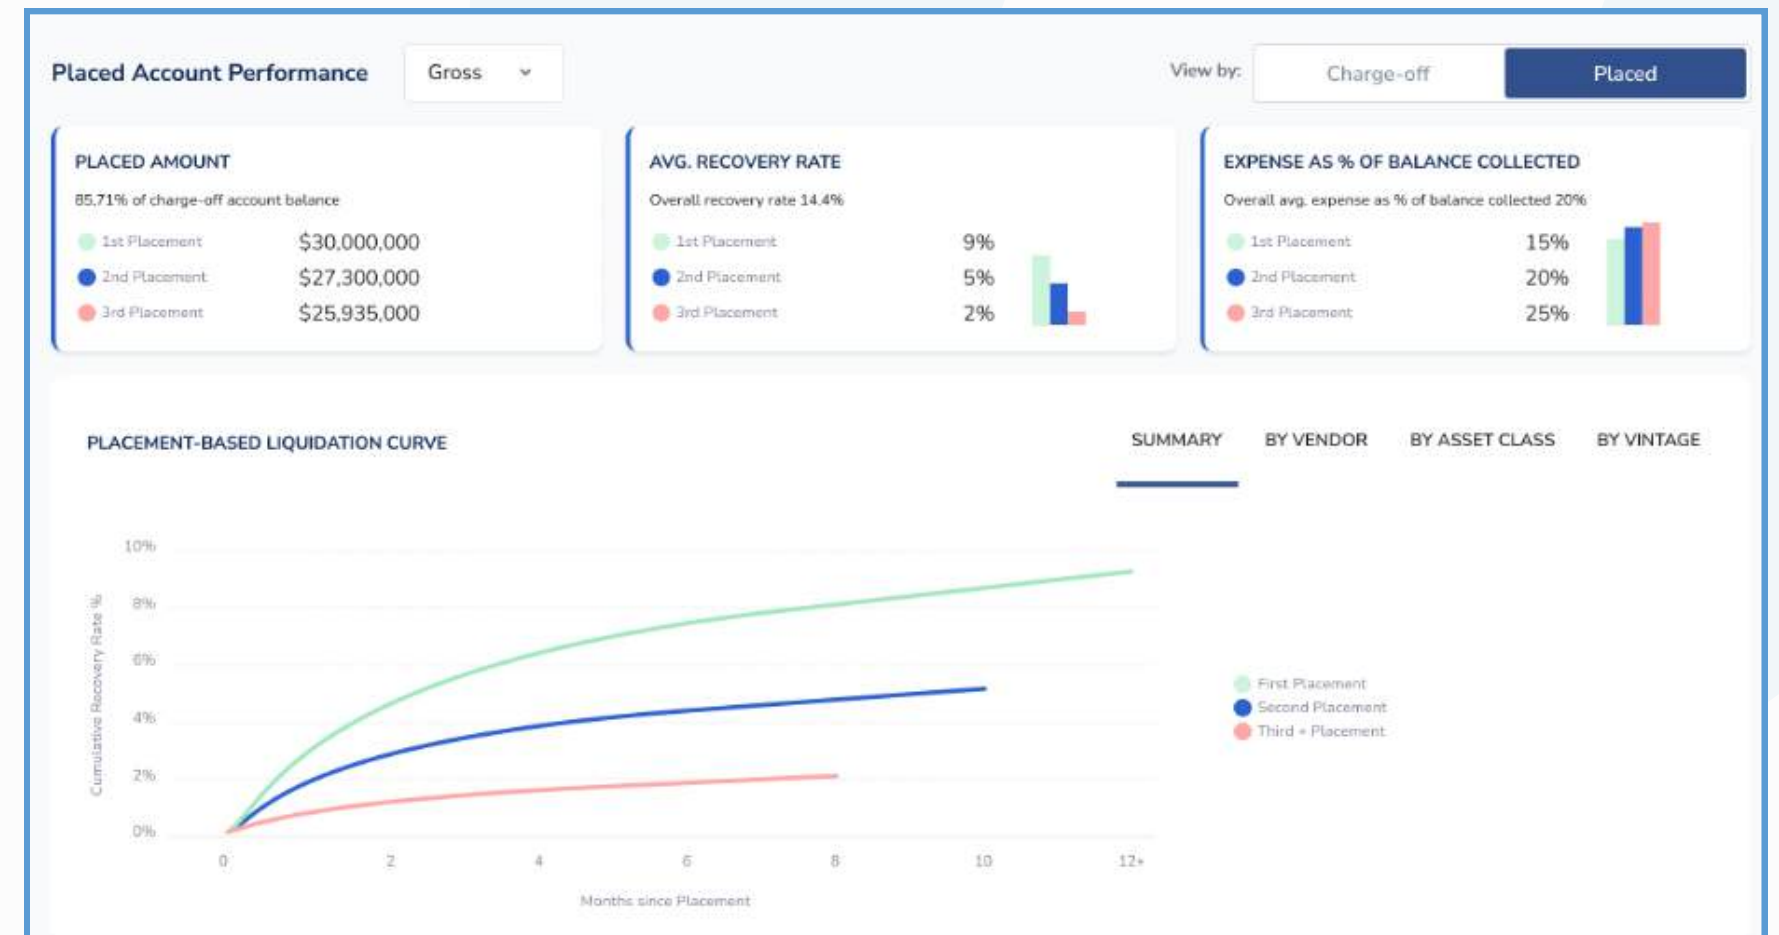 Placed Account Performance
Gross
View by:
Charge-off
Placed
PLACED AMOUNT
85.71% of charge-off account balance
1st Placement $30,000,000
2nd Placement $27,300,000
3rd Placement $25,935,000
AVG. RECOVERY RATE
Overall recovery rate 14.4%
1st Placement 9%
2nd Placement 5%
3rd Placement 2%
EXPENSE AS % OF BALANCE COLLECTED
Overall avg. expense as % of balance collected 20%
1st Placement 15%
2nd Placement 20%
3rd Placement 25%
PLACEMENT-BASED LIQUIDATION CURVE
SUMMARY
BY VENDOR
BY ASSET CLASS
BY VINTAGE
Cumulative Recovery Rate %
10%
8%
6%
4%
2%
0%
0 2 4 6 8 10 12+
Months since Placement
First Placement
Second Placement
Third + Placement